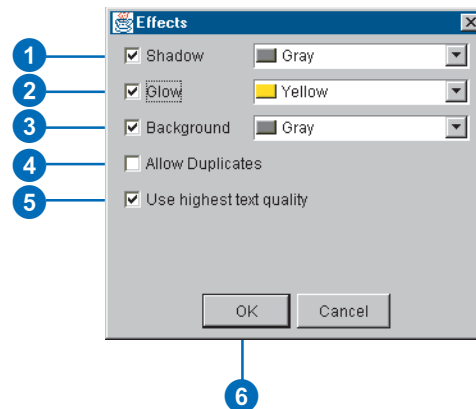 Effects
1 Shadow Gray
2 Glow Yellow
3 Background Gray
4 Allow Duplicates
5 Use highest text quality
OK Cancel
6